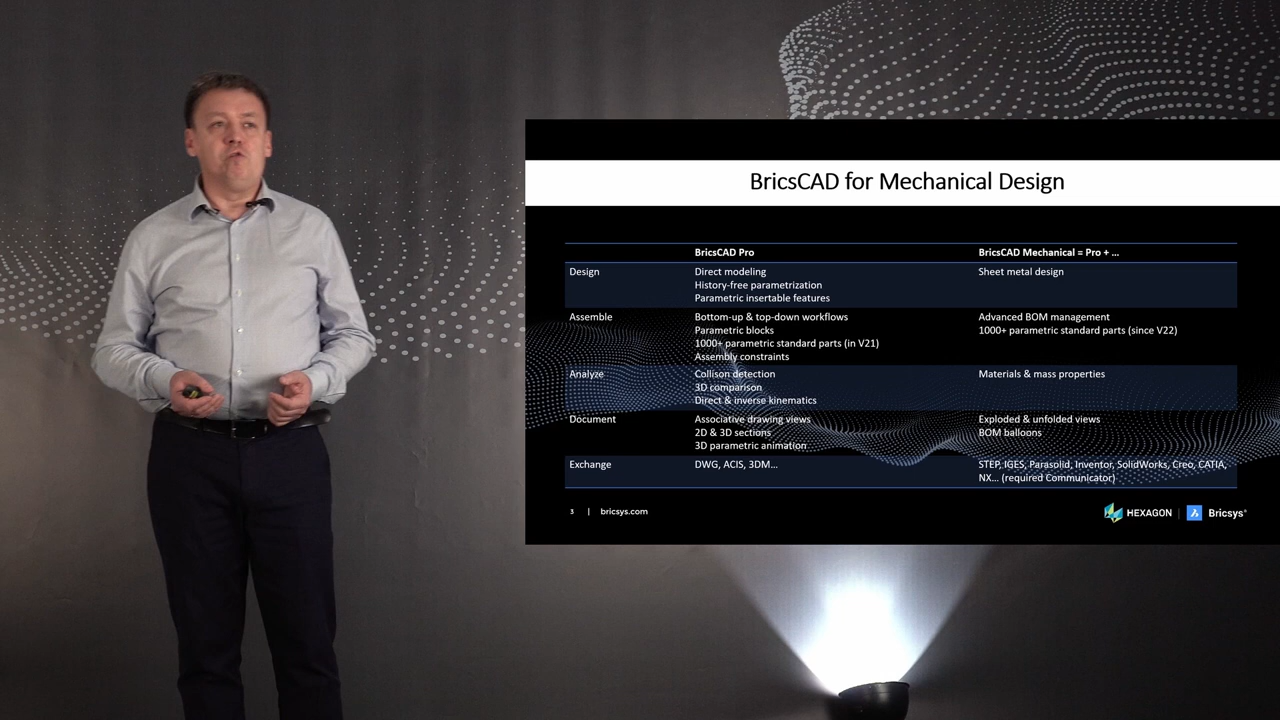 BricsCAD for Mechanical Design
BricsCAD Pro BricsCAD Mechanical = Pro + ...
Design Direct modeling Sheet metal design
History-free parametrization
Parametric insertable features
Assemble Bottom-up & top-down workflows Advanced BOM management
Parametric blocks 1000+ parametric standard parts (since V22)
1000+ parametric standard parts (in V21)
Assembly constraints
Analyze Collison detection Materials & mass properties
3D comparison
Direct & inverse kinematics
Document Associative drawing views Exploded & unfolded views
2D & 3D sections BOM balloons
3D parametric animation
Exchange DWG, ACIS, 3DM... STEP, IGES, Parasolid, Inventor, SolidWorks, Creo, CATIA,
NX... (required Communicator)
3 | bricsys.com HEXAGON | Bricsys®